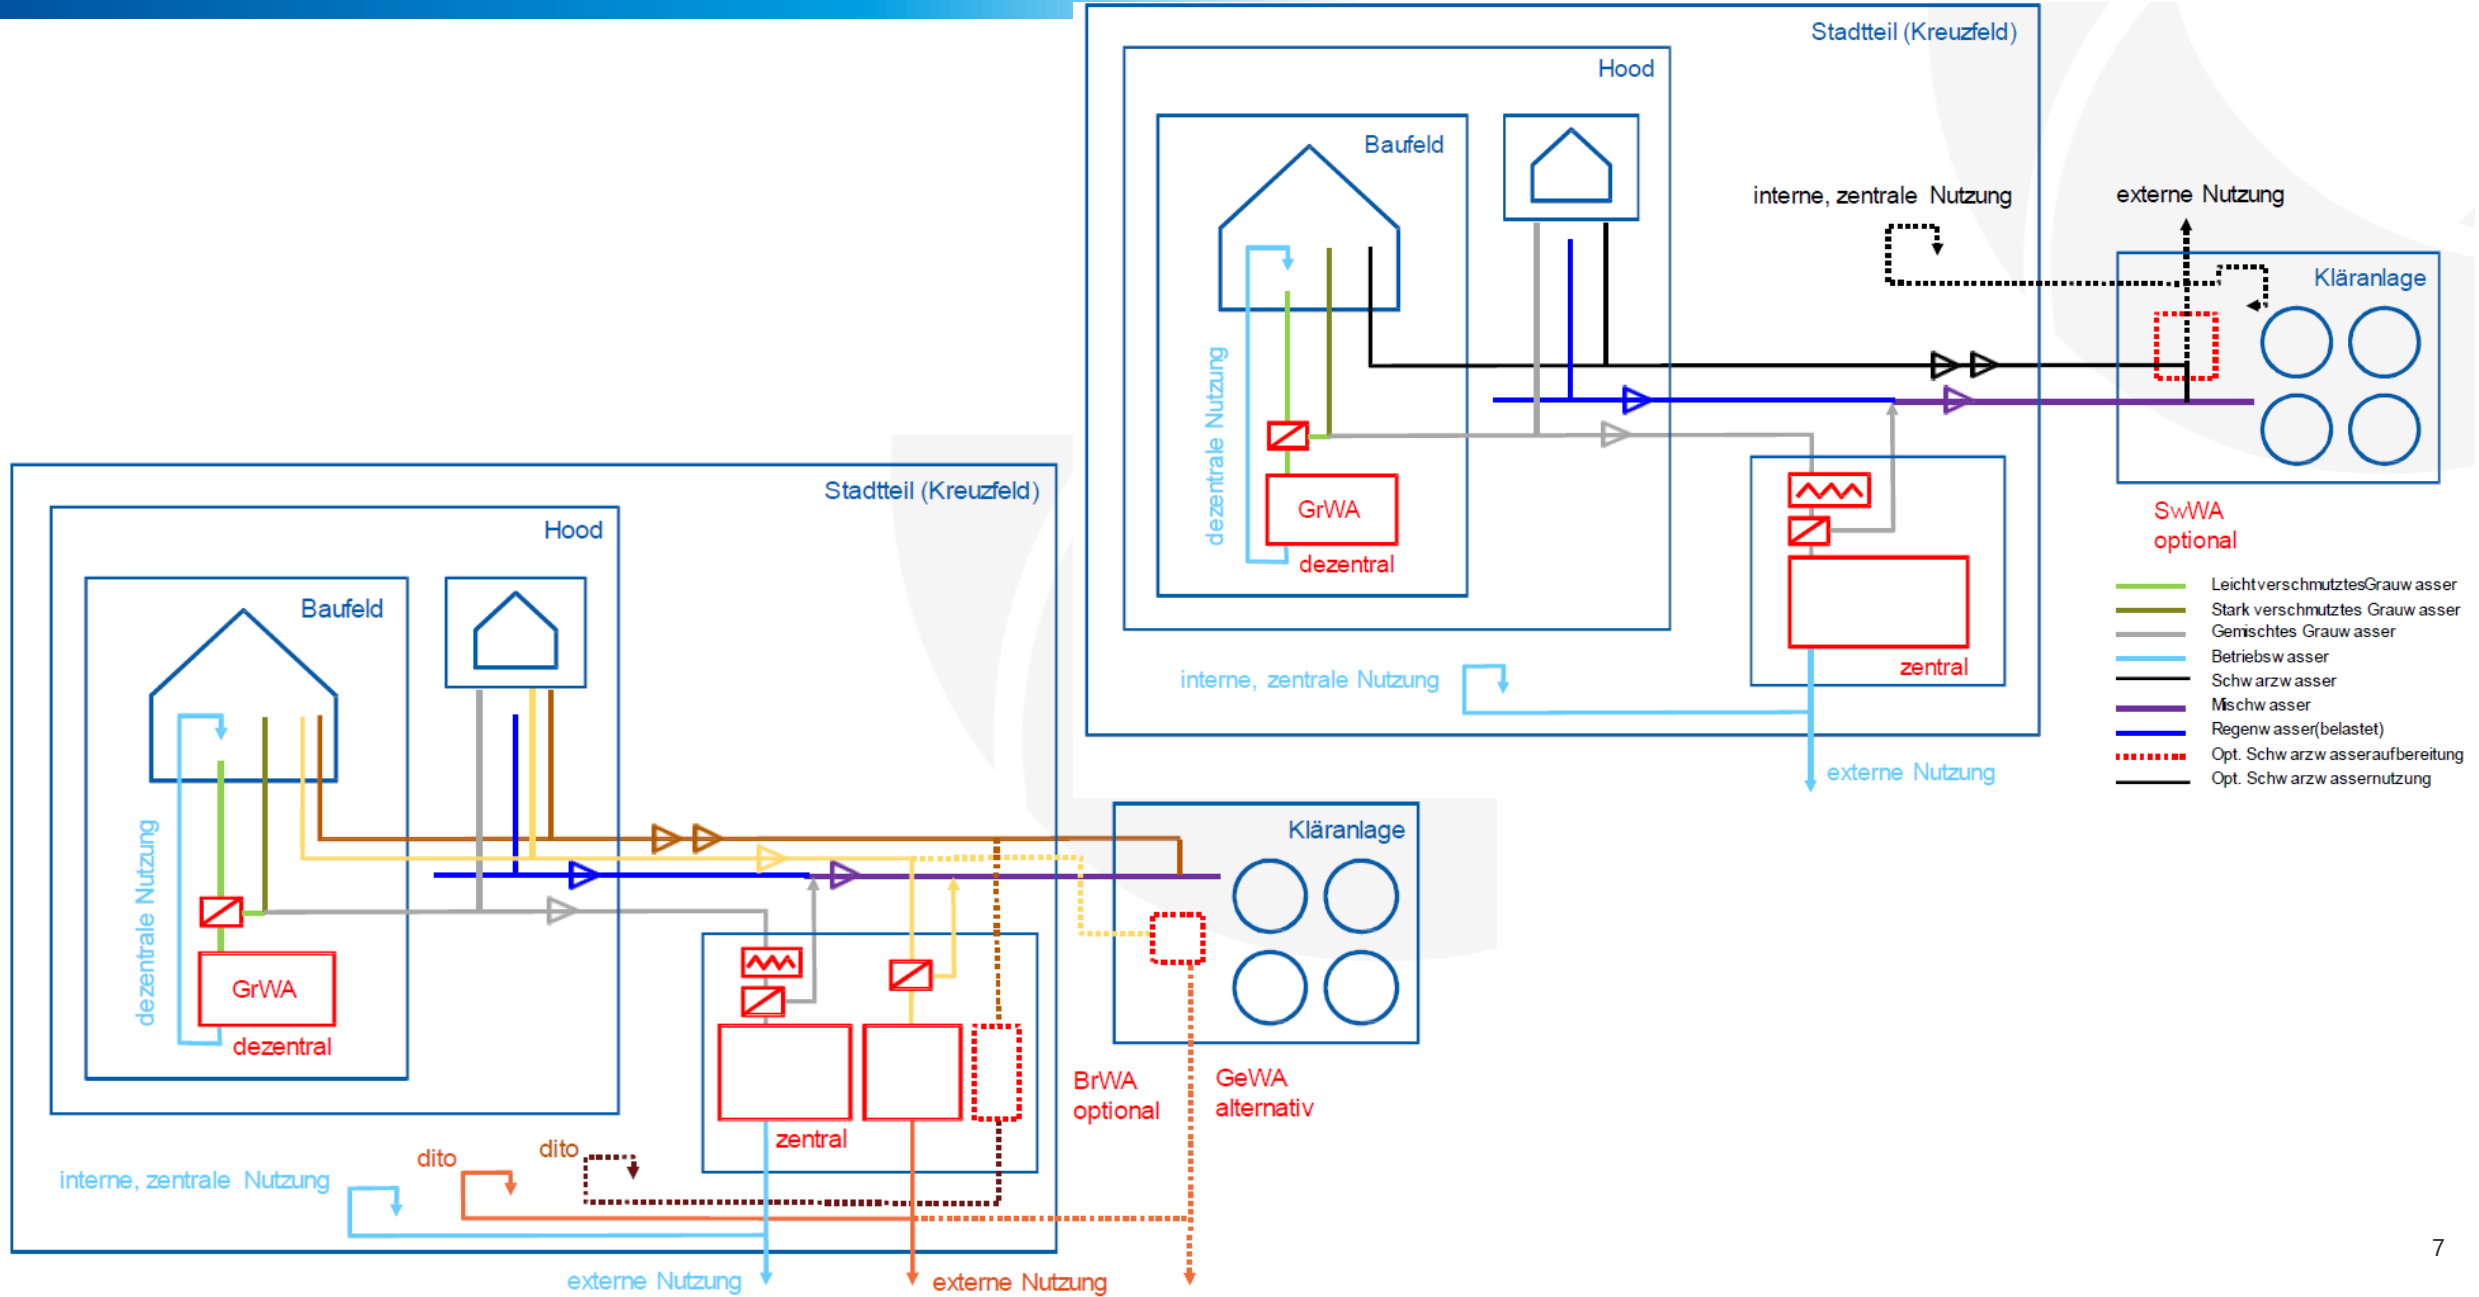 Stadtteil (Kreuzfeld)
Hood
Baufeld
interne, zentrale Nutzung
externe Nutzung
Kläranlage
dezentrale Nutzung
GrWA
dezentral
zentral
SwWA
optional
interne, zentrale Nutzung
externe Nutzung
Leicht verschmutztes Grauwasser
Stark verschmutztes Grauwasser
Gemischtes Grauwasser
Betriebswasser
Schwarzwasser
Mischwasser
Regenwasser(belastet)
Opt. Schwarzwasseraufbereitung
Opt. Schwarzwassernutzung
Stadtteil (Kreuzfeld)
Hood
Baufeld
dezentrale Nutzung
GrWA
dezentral
zentral
Kläranlage
BrWA
optional
GeWA
alternativ
dito
dito
interne, zentrale Nutzung
externe Nutzung
externe Nutzung
7